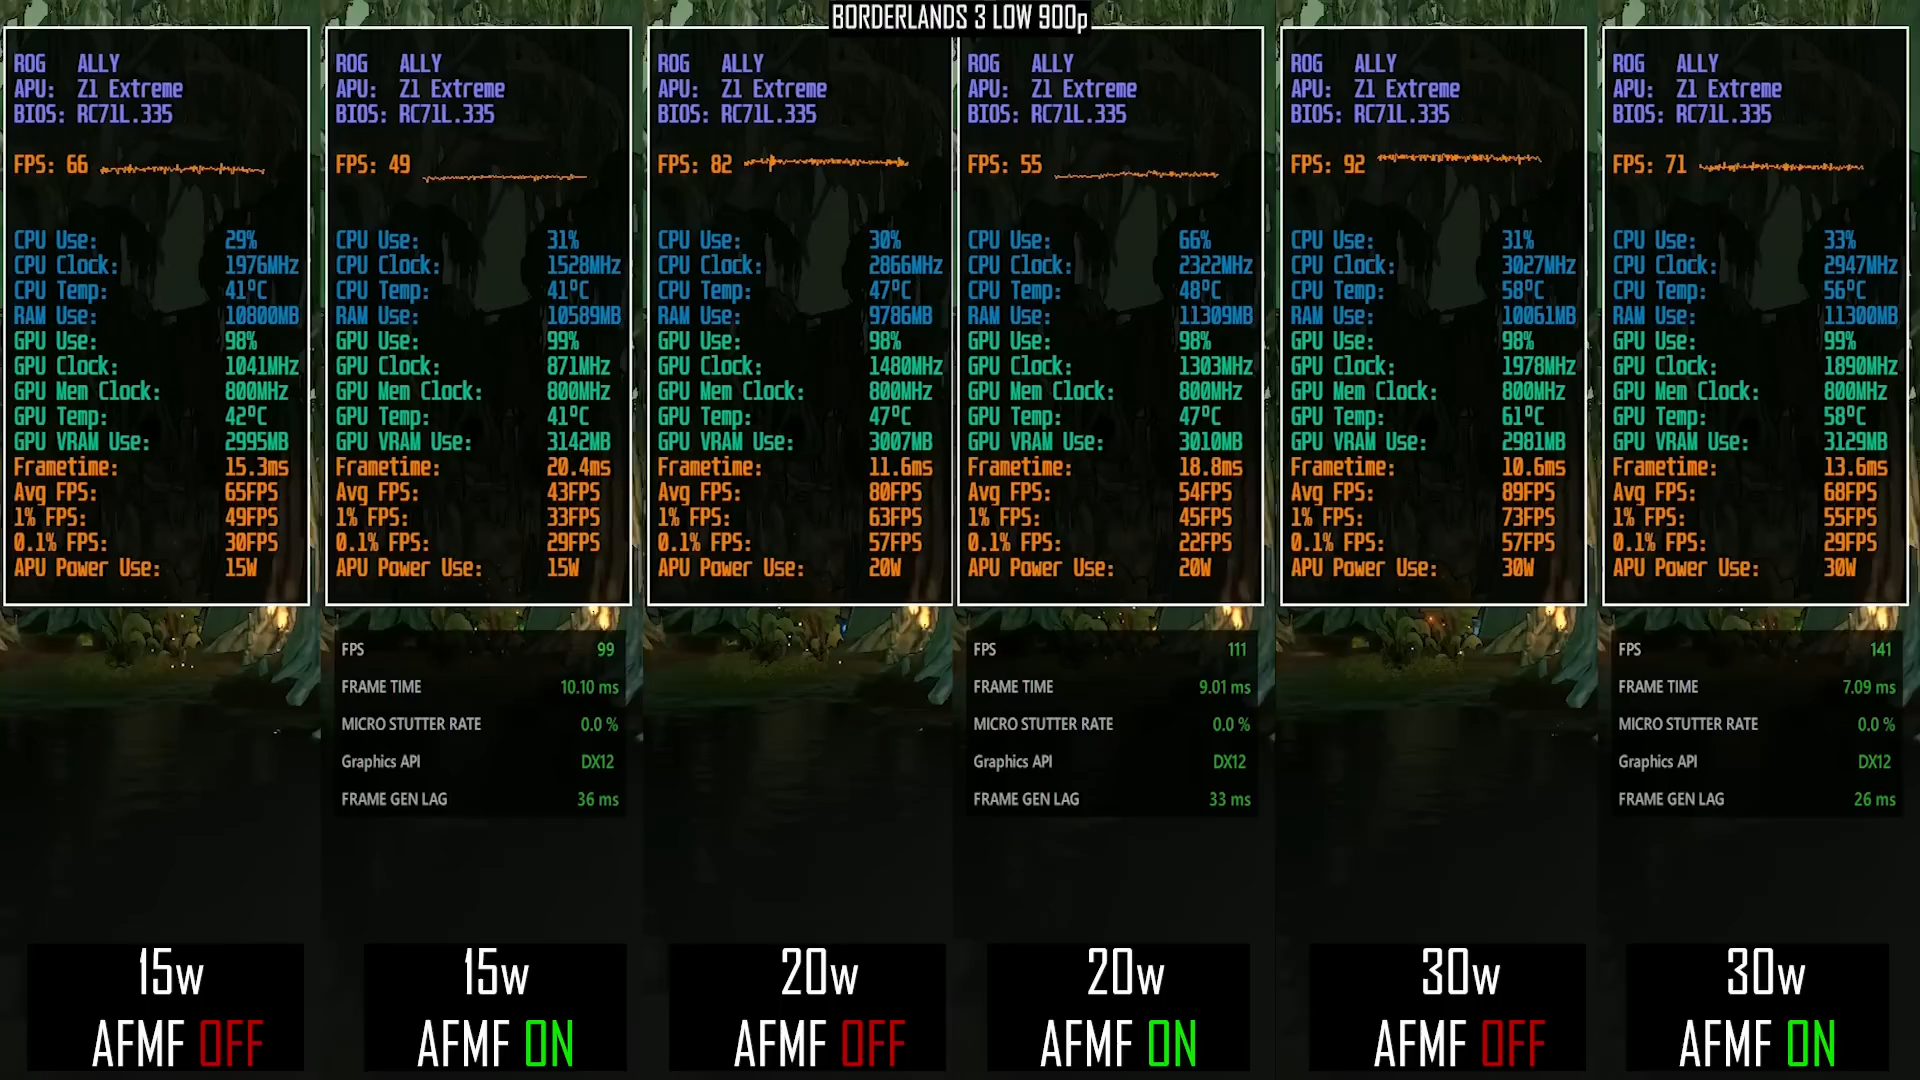 BORDERLANDS 3 LOW 900p
ROG ALLY
APU: Z1 Extreme
BIOS: RC71L.335
FPS: 66
CPU Use: 29%
CPU Clock: 1976MHz
CPU Temp: 41°C
RAM Use: 10800MB
GPU Use: 98%
GPU Clock: 1041MHz
GPU Mem Clock: 800MHz
GPU Temp: 42°C
GPU VRAM Use: 2995MB
Frametime: 15.3ms
Avg FPS: 65FPS
1% FPS: 49FPS
0.1% FPS: 30FPS
APU Power Use: 15W
15w
AFMF OFF
ROG ALLY
APU: Z1 Extreme
BIOS: RC71L.335
FPS: 49
CPU Use: 31%
CPU Clock: 1528MHz
CPU Temp: 41°C
RAM Use: 10589MB
GPU Use: 99%
GPU Clock: 871MHz
GPU Mem Clock: 800MHz
GPU Temp: 41°C
GPU VRAM Use: 3142MB
Frametime: 20.4ms
Avg FPS: 43FPS
1% FPS: 33FPS
0.1% FPS: 29FPS
APU Power Use: 15W
FPS 99
FRAME TIME 10.10 ms
MICRO STUTTER RATE 0.0 %
Graphics API DX12
FRAME GEN LAG 36 ms
15w
AFMF ON
ROG ALLY
APU: Z1 Extreme
BIOS: RC71L.335
FPS: 82
CPU Use: 30%
CPU Clock: 2866MHz
CPU Temp: 47°C
RAM Use: 9786MB
GPU Use: 98%
GPU Clock: 1480MHz
GPU Mem Clock: 800MHz
GPU Temp: 47°C
GPU VRAM Use: 3007MB
Frametime: 11.6ms
Avg FPS: 80FPS
1% FPS: 63FPS
0.1% FPS: 57FPS
APU Power Use: 20W
20w
AFMF OFF
ROG ALLY
APU: Z1 Extreme
BIOS: RC71L.335
FPS: 55
CPU Use: 66%
CPU Clock: 2322MHz
CPU Temp: 48°C
RAM Use: 11309MB
GPU Use: 98%
GPU Clock: 1303MHz
GPU Mem Clock: 800MHz
GPU Temp: 47°C
GPU VRAM Use: 3010MB
Frametime: 18.8ms
Avg FPS: 54FPS
1% FPS: 45FPS
0.1% FPS: 22FPS
APU Power Use: 20W
FPS 111
FRAME TIME 9.01 ms
MICRO STUTTER RATE 0.0 %
Graphics API DX12
FRAME GEN LAG 33 ms
20w
AFMF ON
ROG ALLY
APU: Z1 Extreme
BIOS: RC71L.335
FPS: 92
CPU Use: 31%
CPU Clock: 3027MHz
CPU Temp: 58°C
RAM Use: 10061MB
GPU Use: 98%
GPU Clock: 1978MHz
GPU Mem Clock: 800MHz
GPU Temp: 61°C
GPU VRAM Use: 2981MB
Frametime: 10.6ms
Avg FPS: 89FPS
1% FPS: 73FPS
0.1% FPS: 57FPS
APU Power Use: 30W
30w
AFMF OFF
ROG ALLY
APU: Z1 Extreme
BIOS: RC71L.335
FPS: 71
CPU Use: 33%
CPU Clock: 2947MHz
CPU Temp: 56°C
RAM Use: 11300MB
GPU Use: 99%
GPU Clock: 1890MHz
GPU Mem Clock: 800MHz
GPU Temp: 58°C
GPU VRAM Use: 3129MB
Frametime: 13.6ms
Avg FPS: 68FPS
1% FPS: 55FPS
0.1% FPS: 29FPS
APU Power Use: 30W
FPS 141
FRAME TIME 7.09 ms
MICRO STUTTER RATE 0.0 %
Graphics API DX12
FRAME GEN LAG 26 ms
30w
AFMF ON